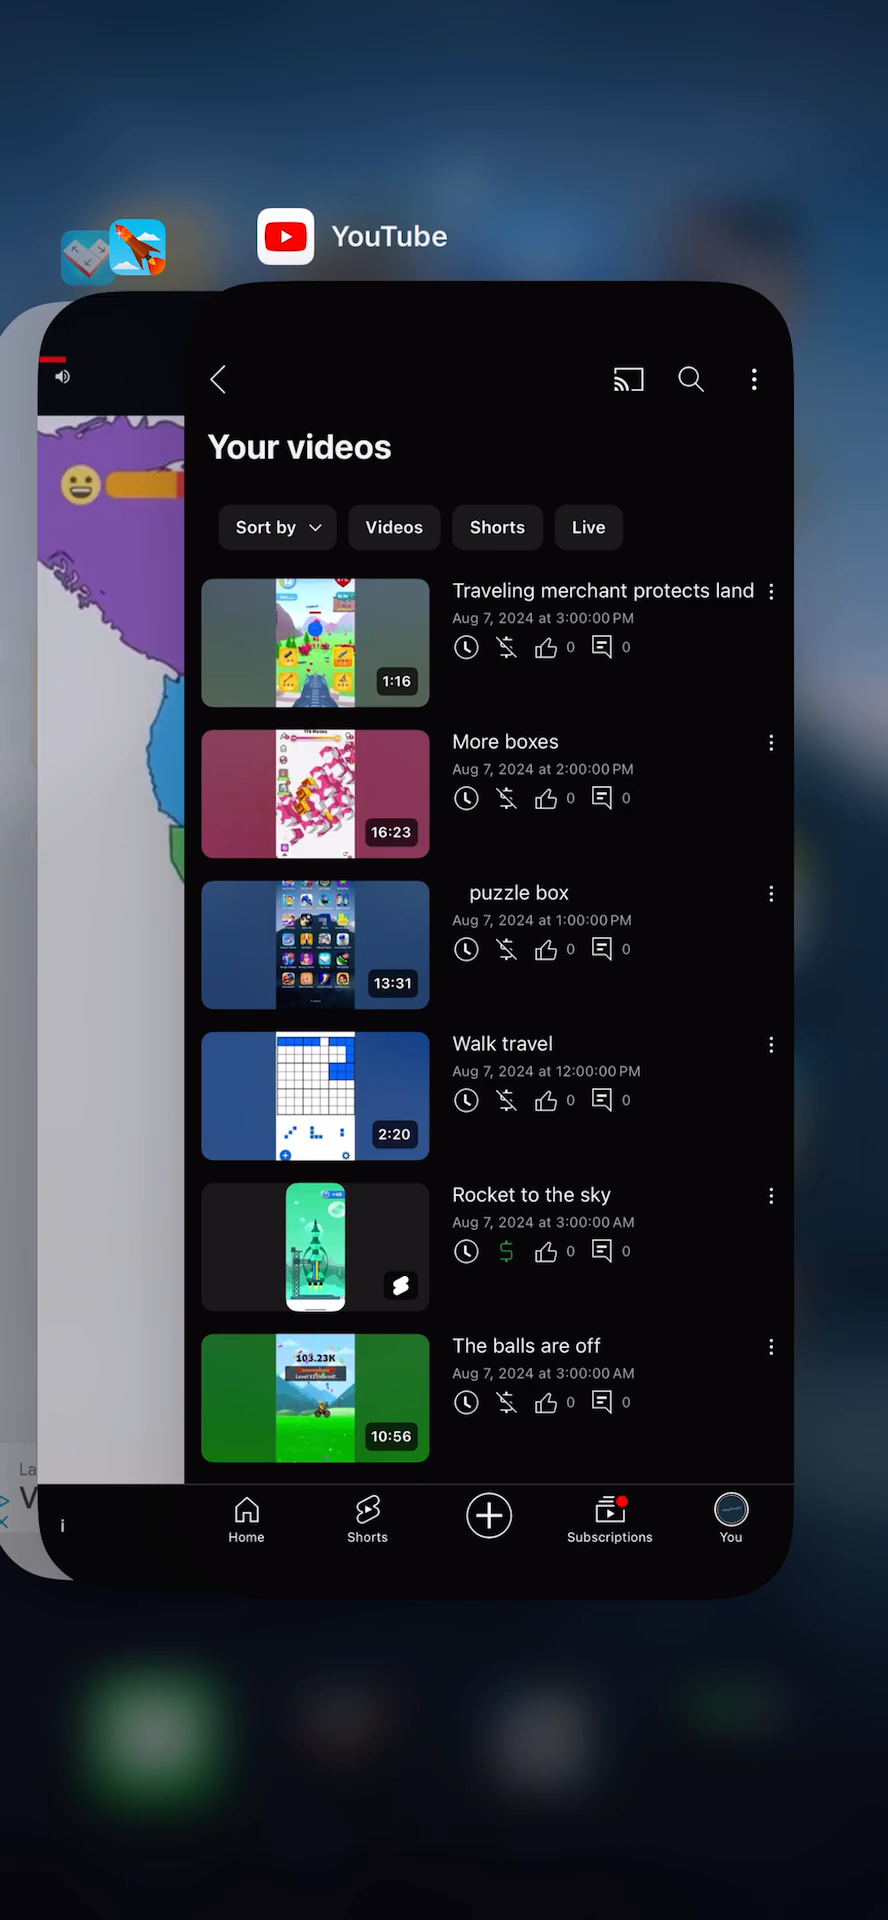 YouTube
Your videos
Sort by
Videos
Shorts
Live
Traveling merchant protects land
Aug 7, 2024 at 3:00:00 PM
0
0
1:16
More boxes
Aug 7, 2024 at 2:00:00 PM
0
0
16:23
puzzle box
Aug 7, 2024 at 1:00:00 PM
0
0
13:31
Walk travel
Aug 7, 2024 at 12:00:00 PM
0
0
2:20
Rocket to the sky
Aug 7, 2024 at 3:00:00 AM
0
0
The balls are off
Aug 7, 2024 at 3:00:00 AM
0
0
103.23K
10:56
La
V
i
Home
Shorts
Subscriptions
You